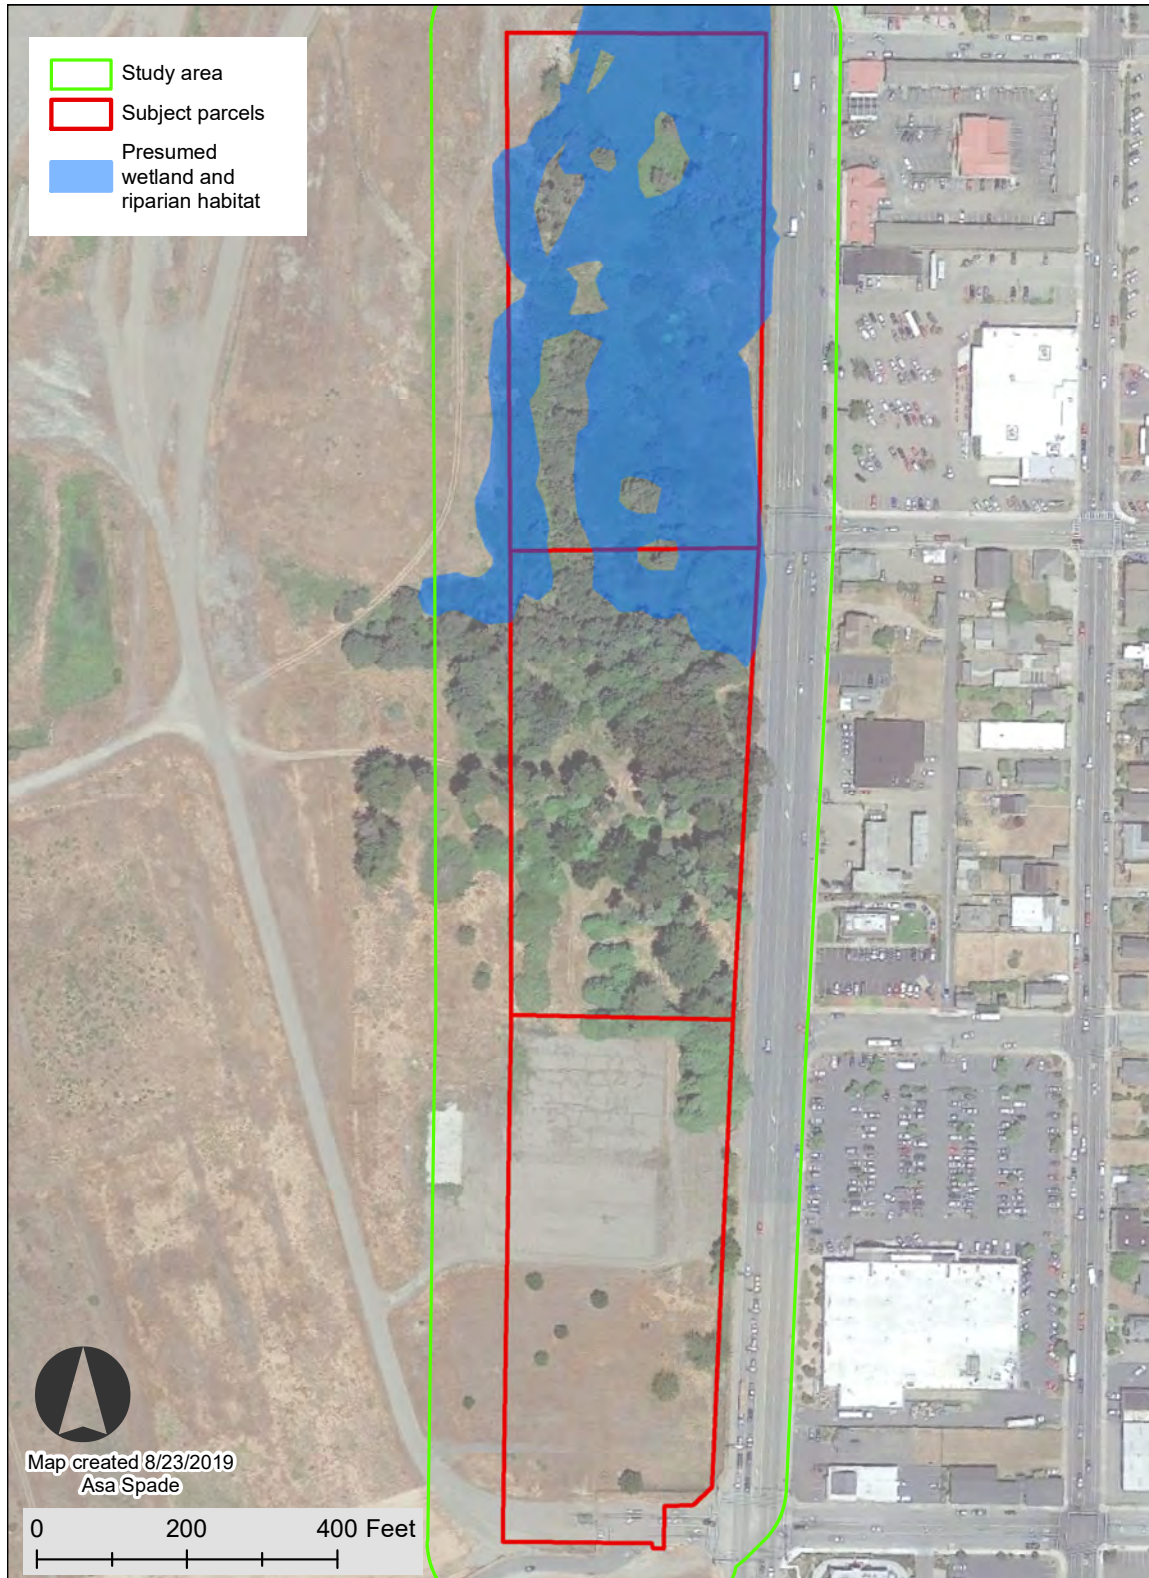 Study area
Subject parcels
Presumed
wetland and
riparian habitat
Map created 8/23/2019
Asa Spade
0 200 400 Feet